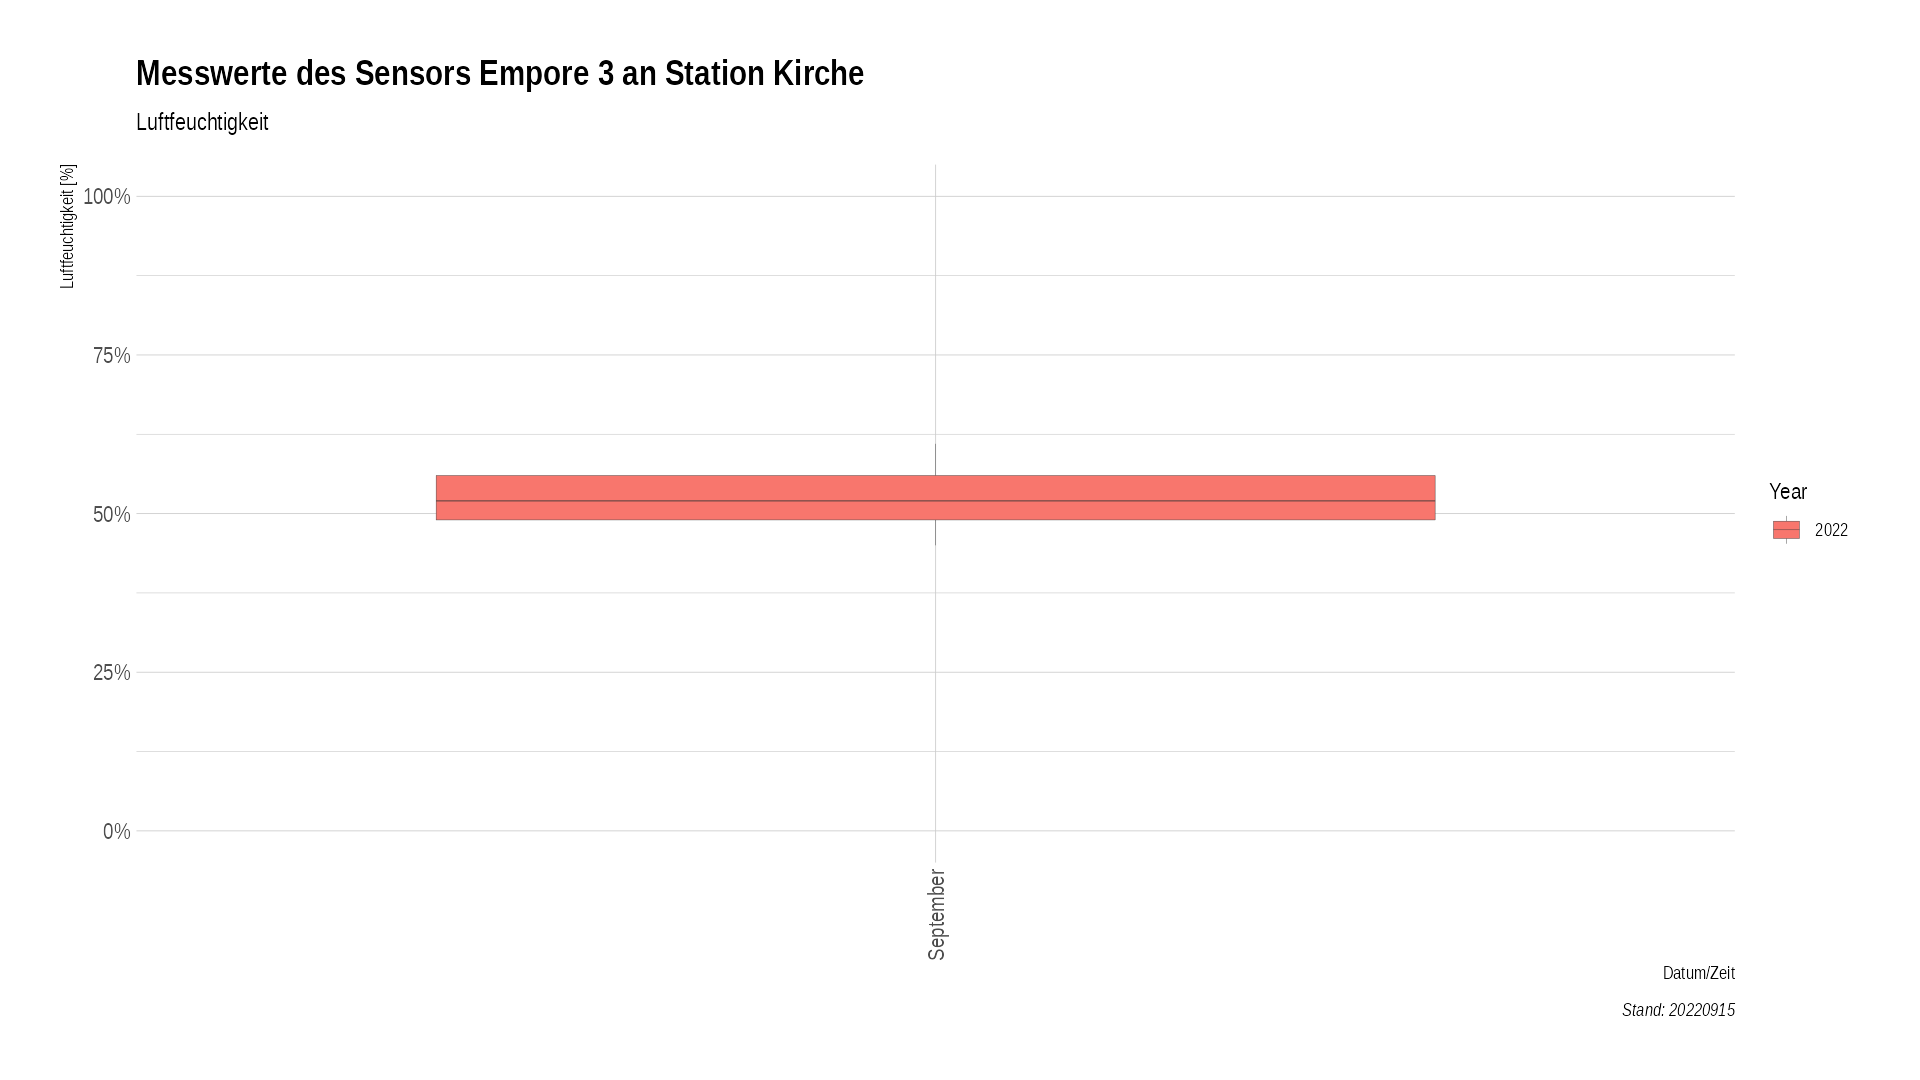 Messwerte des Sensors Empore 3 an Station Kirche
Luftfeuchtigkeit
Luftfeuchtigkeit [%]
100%
75%
50%
25%
0%
September
Datum/Zeit
Stand: 20220915
Year
2022